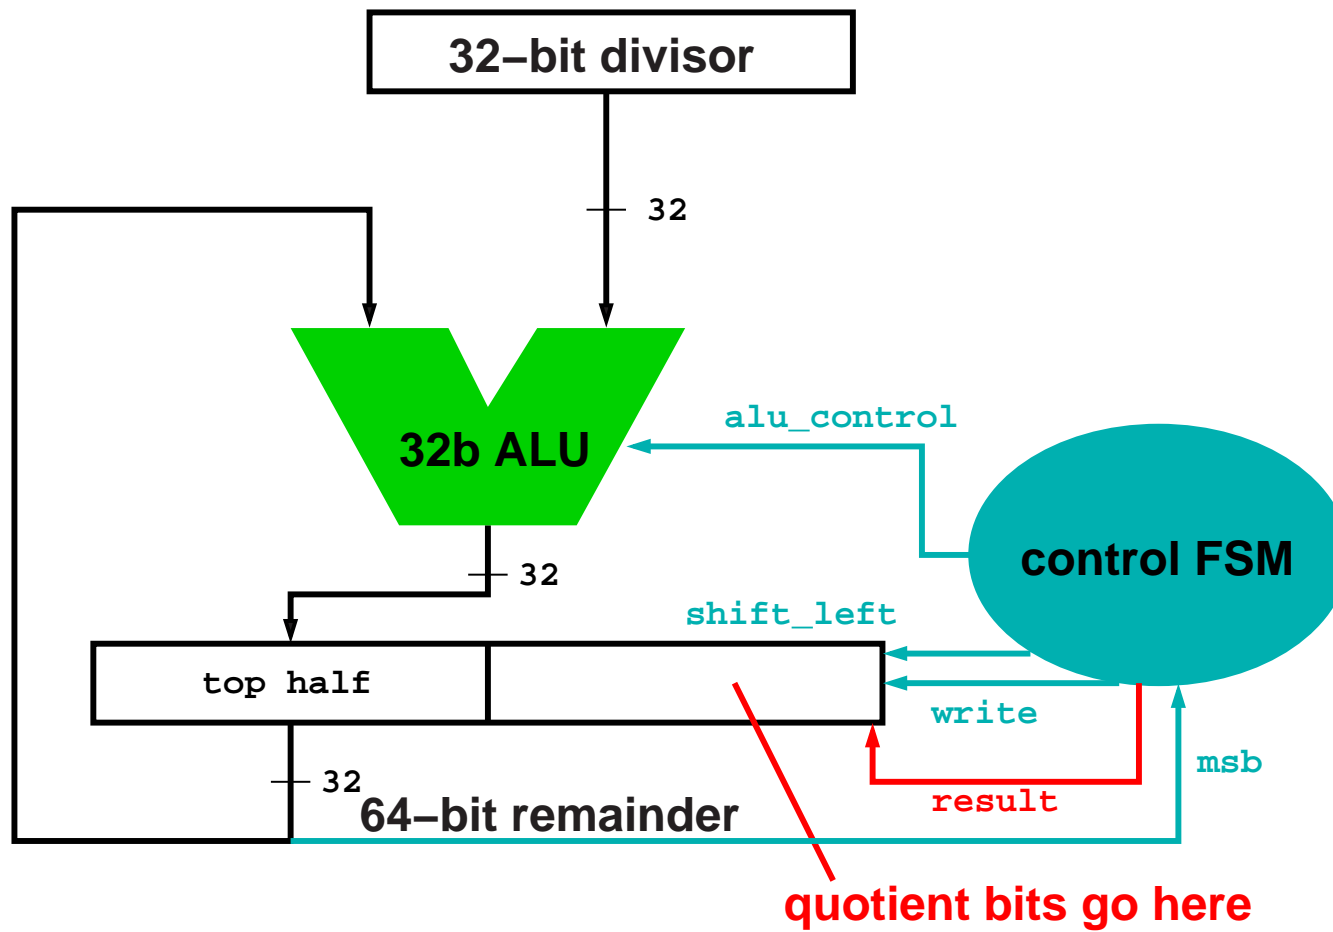 32–bit divisor
32
alu_control
32b ALU
control FSM
32
shift_left
top half
write
msb
32
result
64–bit remainder
quotient bits go here